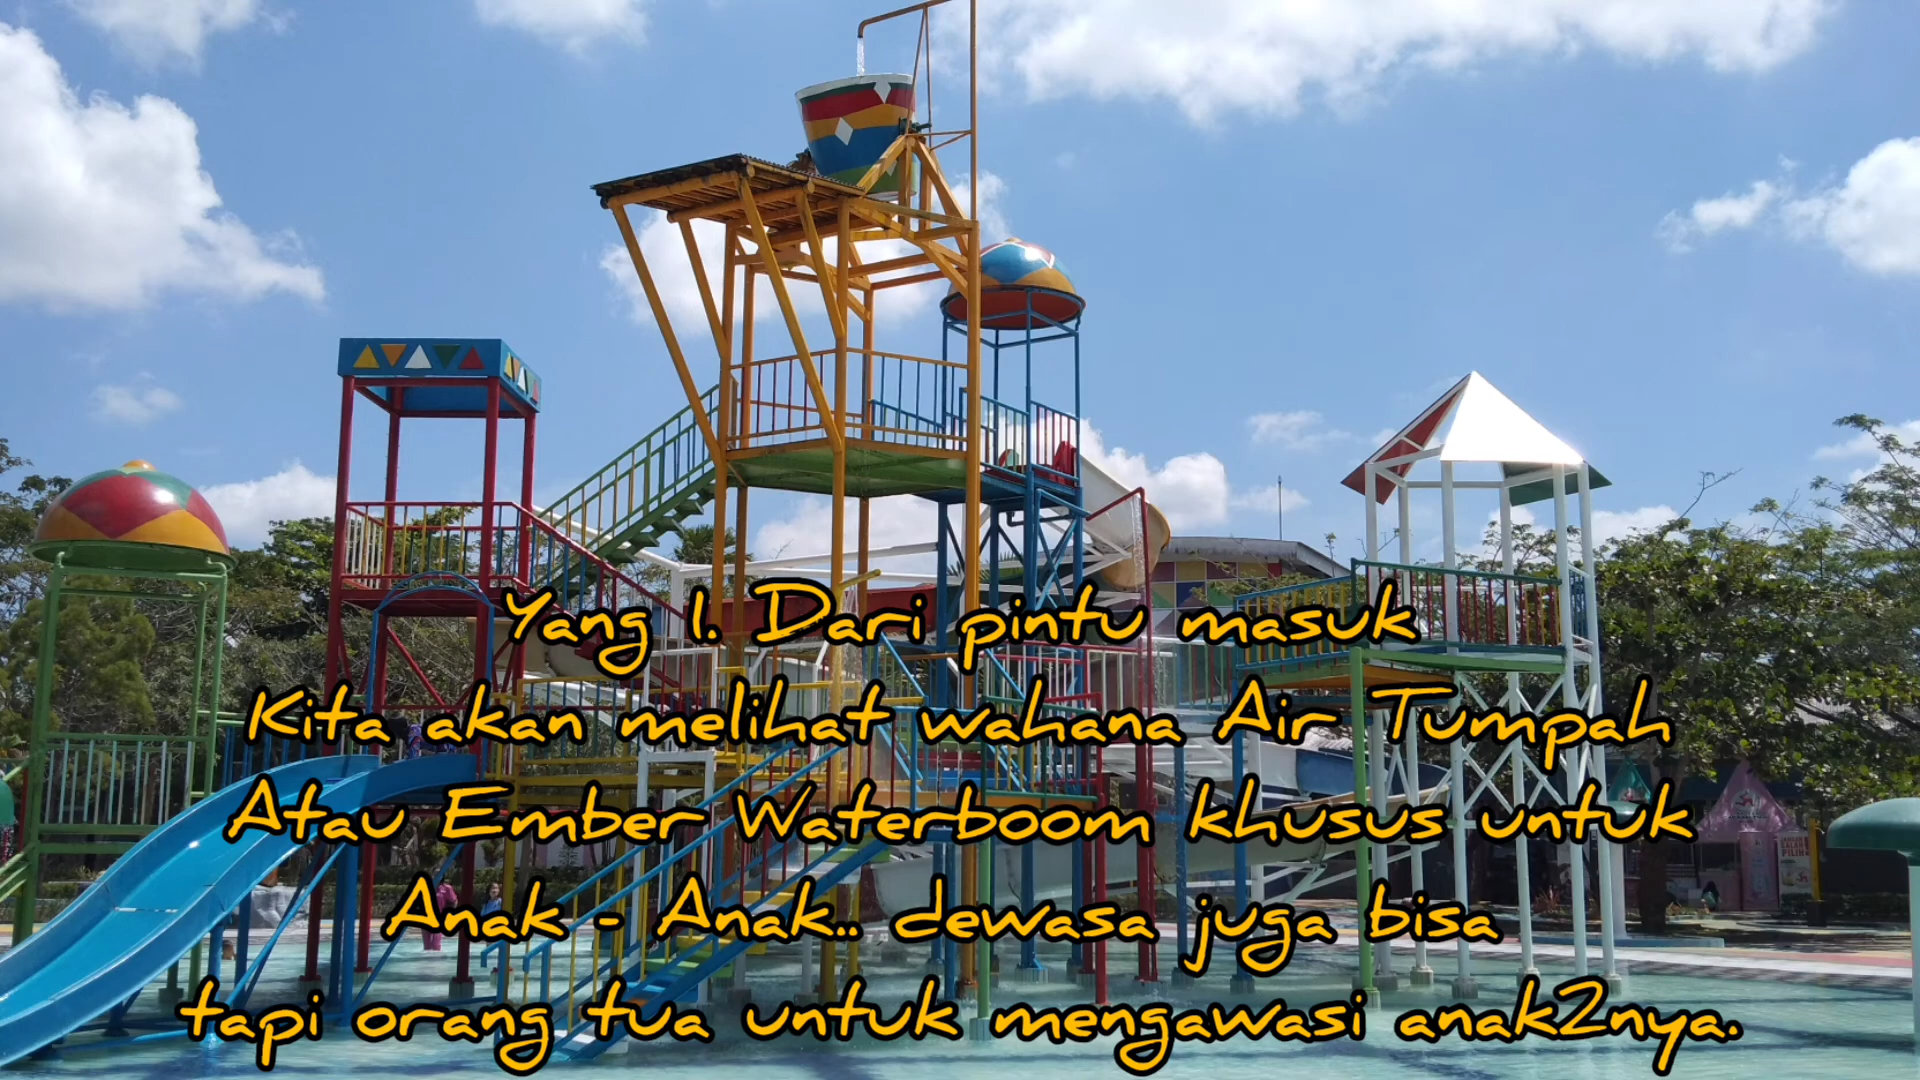 Yang 1. Dari pintu masuk
Kita akan melihat wahana Air Tumpah
Atau Ember Waterboom khusus untuk
Anak - Anak.. dewasa juga bisa
tapi orang tua untuk mengawasi anak2nya.